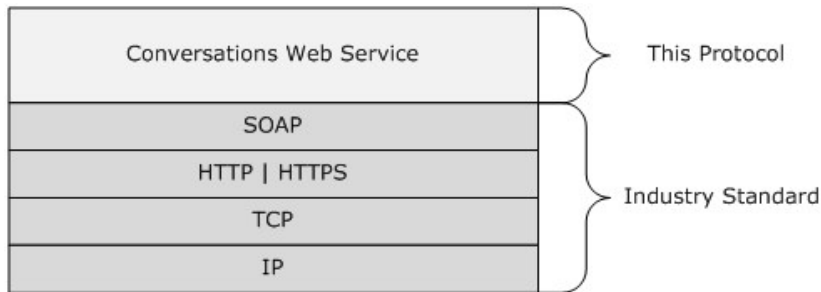 Conversations Web Service
This Protocol
SOAP
HTTP | HTTPS
Industry Standard
TCP
IP